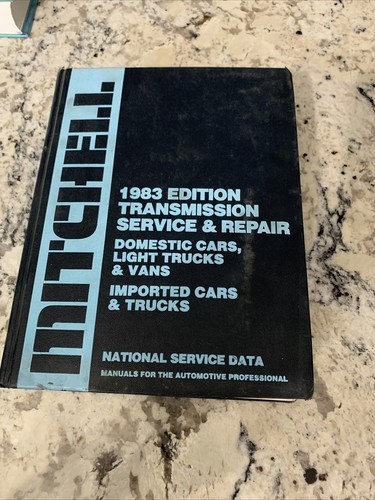 MITCHELL
1983 EDITION
TRANSMISSION
SERVICE & REPAIR
DOMESTIC CARS,
LIGHT TRUCKS
& VANS
IMPORTED CARS
& TRUCKS
NATIONAL SERVICE DATA
MANUALS FOR THE AUTOMOTIVE PROFESSIONAL